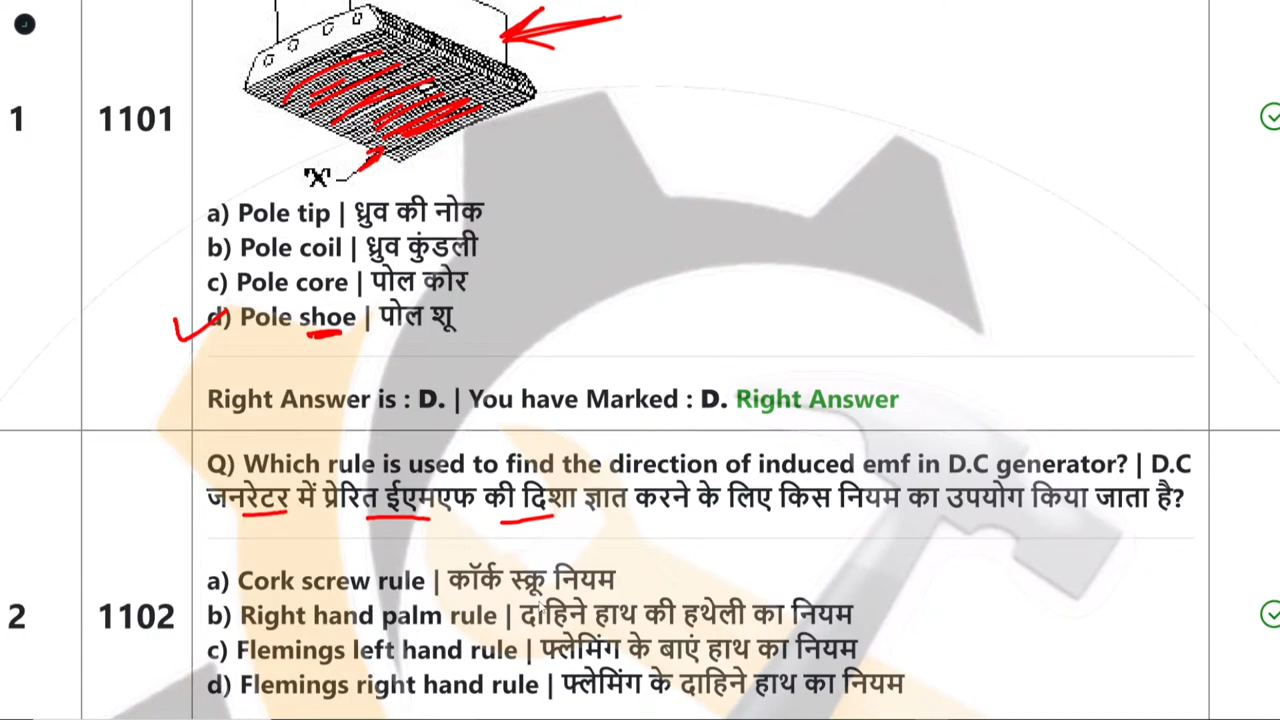 1
1101
'X'
a) Pole tip | ध्रुव की नोक
b) Pole coil | ध्रुव कुंडली
c) Pole core | पोल कोर
d) Pole shoe | पोल शू
Right Answer is : D. | You have Marked : D. Right Answer
2
1102
Q) Which rule is used to find the direction of induced emf in D.C generator? | D.C
जनरेटर में प्रेरित ईएमएफ की दिशा ज्ञात करने के लिए किस नियम का उपयोग किया जाता है?
a) Cork screw rule | कॉर्क स्क्रू नियम
b) Right hand palm rule | दाहिने हाथ की हथेली का नियम
c) Flemings left hand rule | फ्लेमिंग के बाएं हाथ का नियम
d) Flemings right hand rule | फ्लेमिंग के दाहिने हाथ का नियम